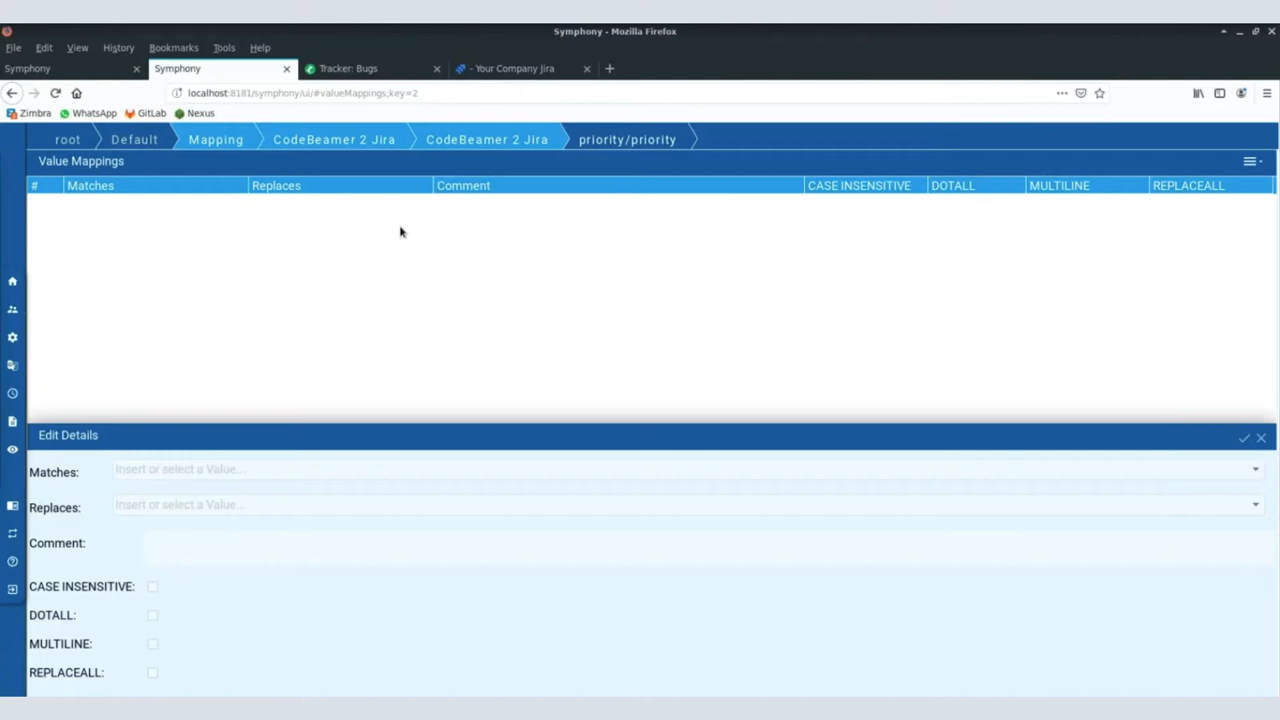 Symphony - Mozilla Firefox
File Edit View History Bookmarks Tools Help
Symphony Symphony Tracker: Bugs - Your Company Jira
localhost:8181/symphony/ui/#valueMappings,key=2
Zimbra WhatsApp GitLab Nexus
root Default Mapping CodeBeamer 2 Jira CodeBeamer 2 Jira priority/priority
Value Mappings
# Matches Replaces Comment CASE INSENSITIVE DOTALL MULTILINE REPLACEALL
Edit Details
Matches: Insert or select a Value...
Replaces: Insert or select a Value...
Comment:
CASE INSENSITIVE:
DOTALL:
MULTILINE:
REPLACEALL: